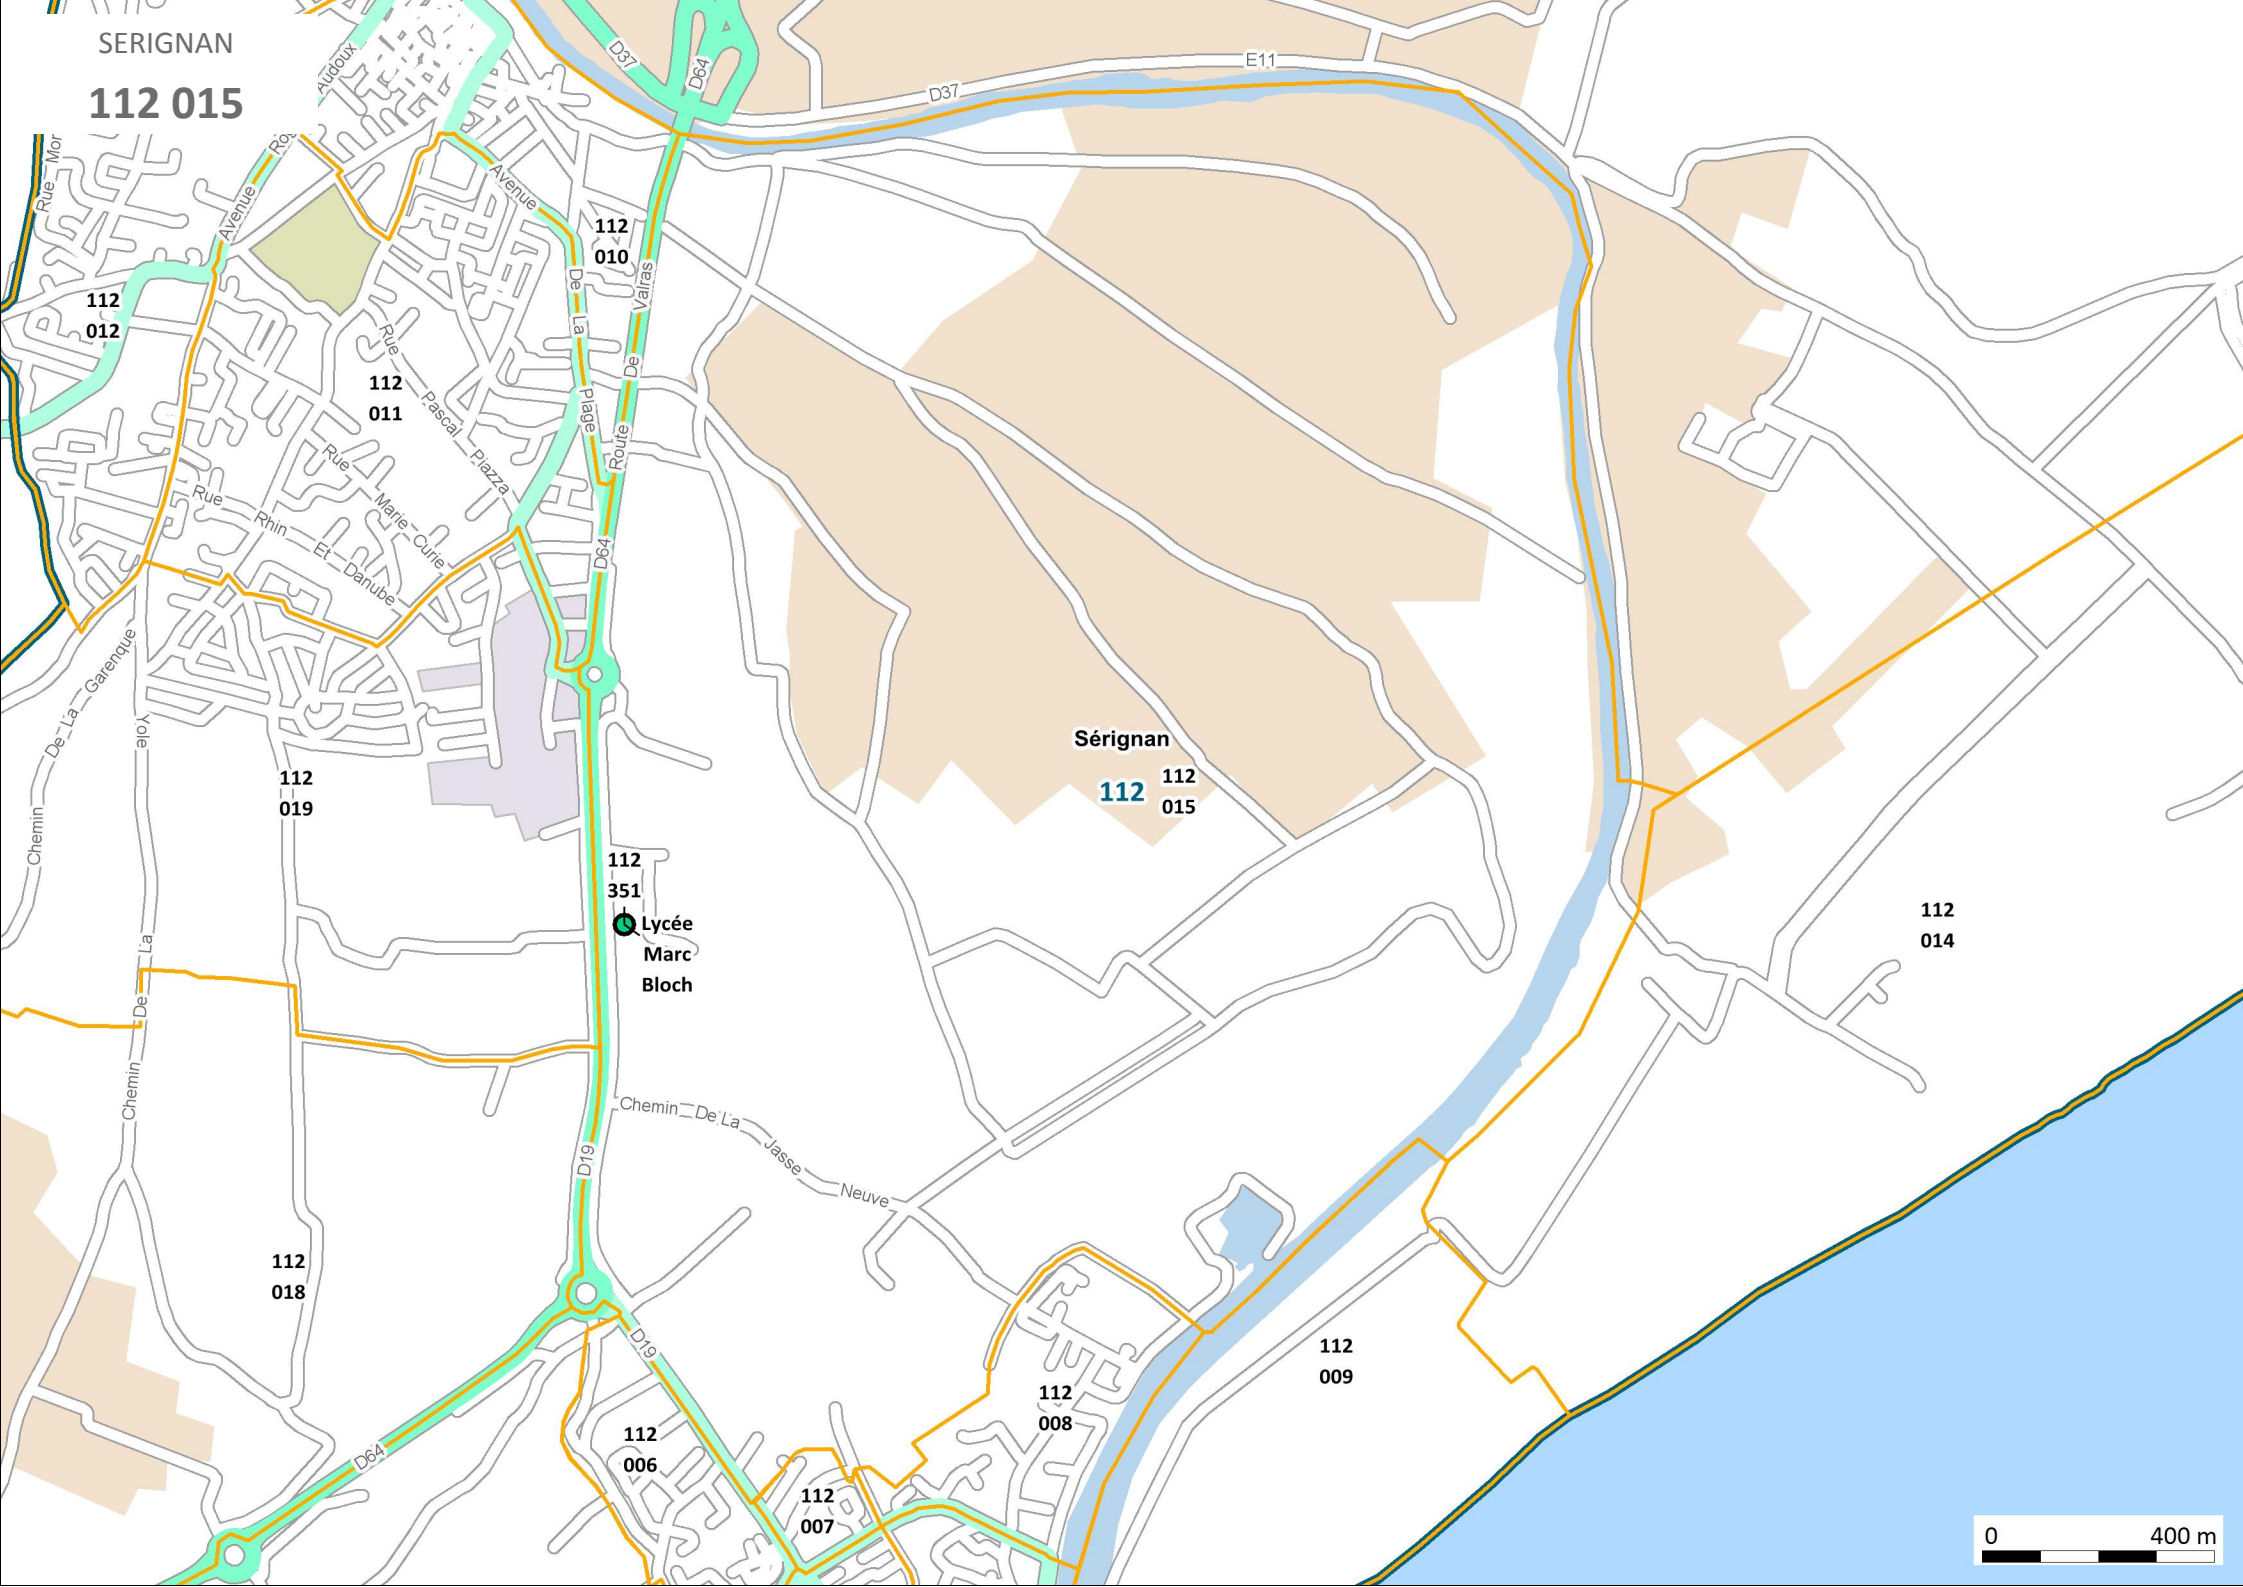 SERIGNAN
112 015
Audoux
Rue Mor
Avenue
Ro
D37
D64
D37
E11
Avenue
De La Plage
112
010
Route De Valras
112
012
Rue Pascal Piazza
112
011
Rue Marie Curie
Rue Rhin Et Danube
D64
Chemin De La Garenque
Chemin De La Yole
Sérignan
112
112
015
112
019
112
351
Lycée
Marc
Bloch
112
014
Chemin De La Jasse Neuve
D19
112
018
D19
112
009
112
008
112
006
D64
112
007
0 400 m